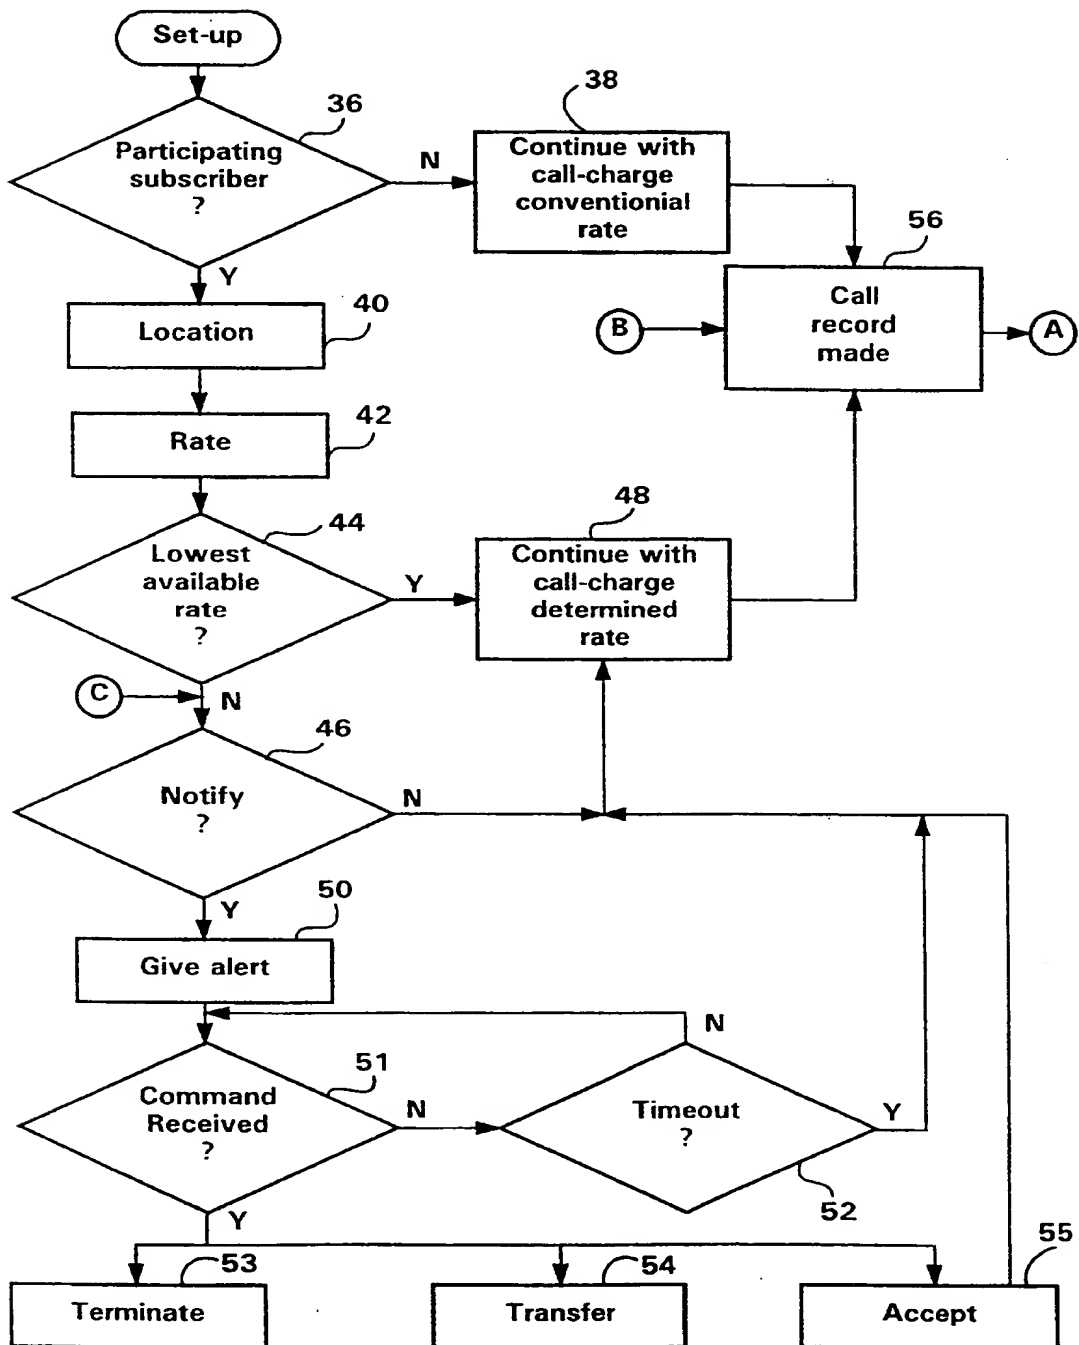 Set-up
36
Participating
subscriber
?
N
38
Continue with
call-charge
conventionial
rate
Y
56
Call
record
made
B
A
40
Location
42
Rate
44
Lowest
available
rate
?
Y
48
Continue with
call-charge
determined
rate
C
N
46
Notify
?
N
Y
50
Give alert
N
51
Command
Received
?
N
Timeout
?
Y
52
Y
53
Terminate
54
Transfer
55
Accept